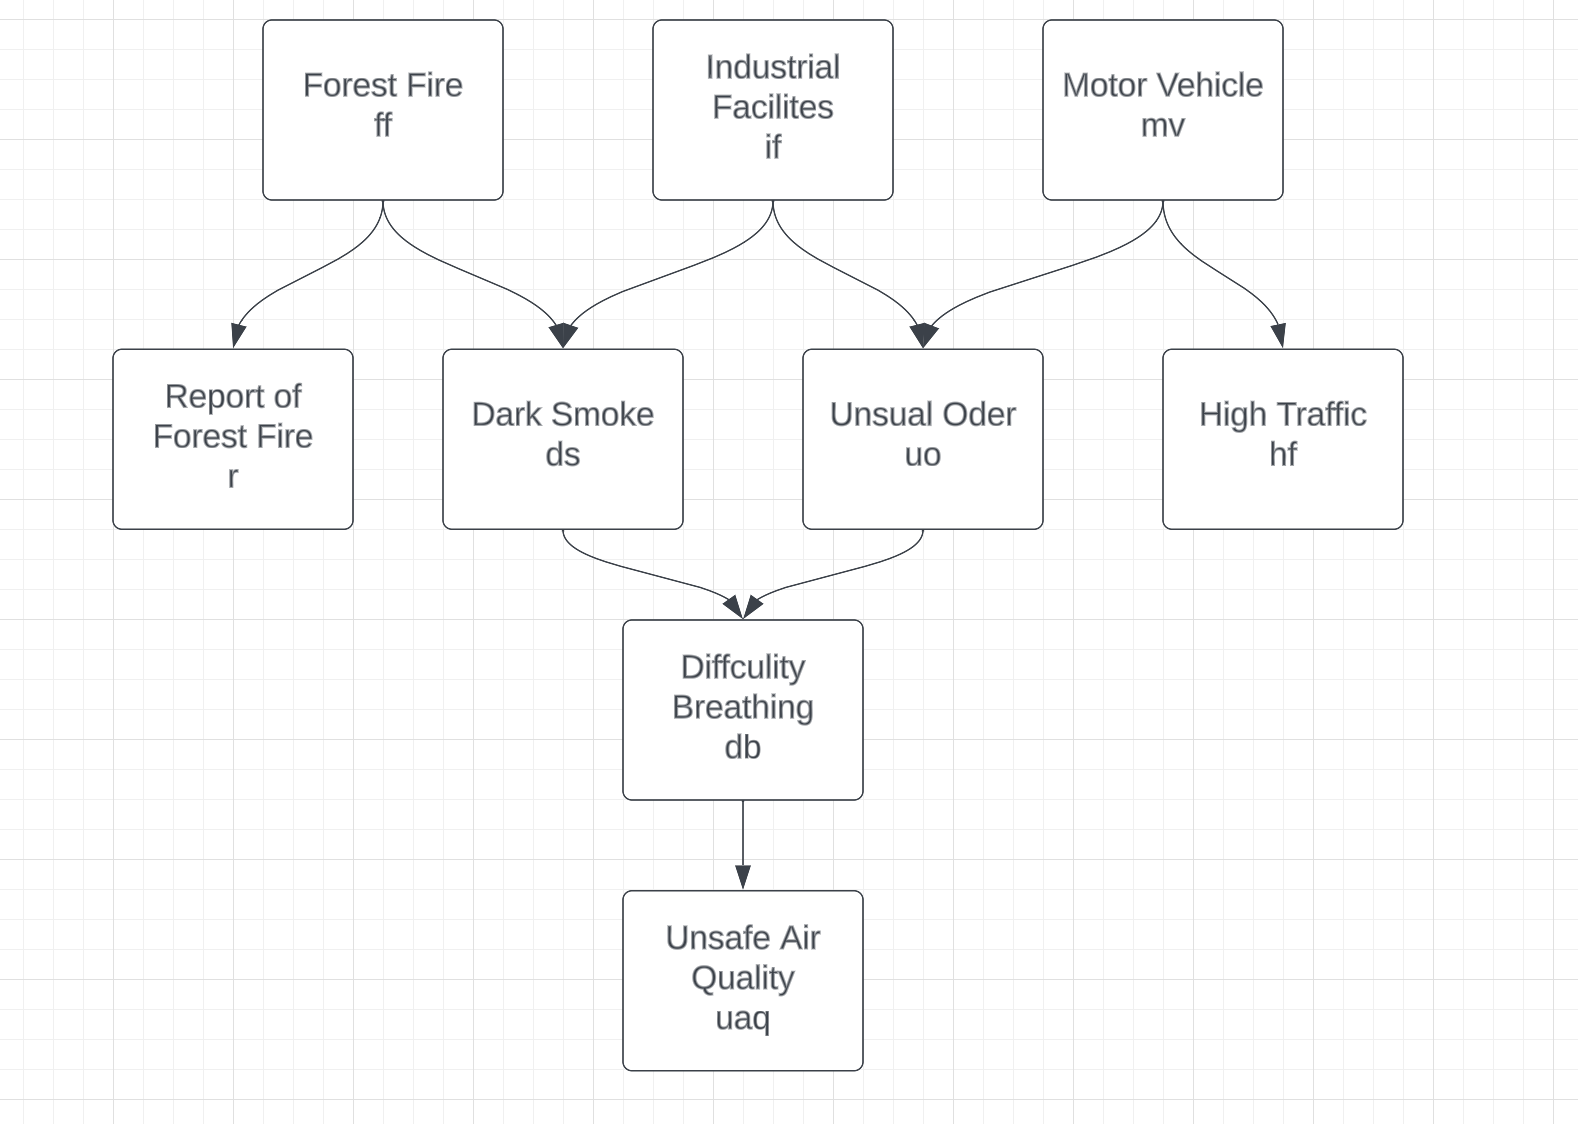 Forest Fire
ff
Industrial
Facilites
if
Motor Vehicle
mv
Report of
Forest Fire
r
Dark Smoke
ds
Unsual Oder
uo
High Traffic
hf
Diffculity
Breathing
db
Unsafe Air
Quality
uaq